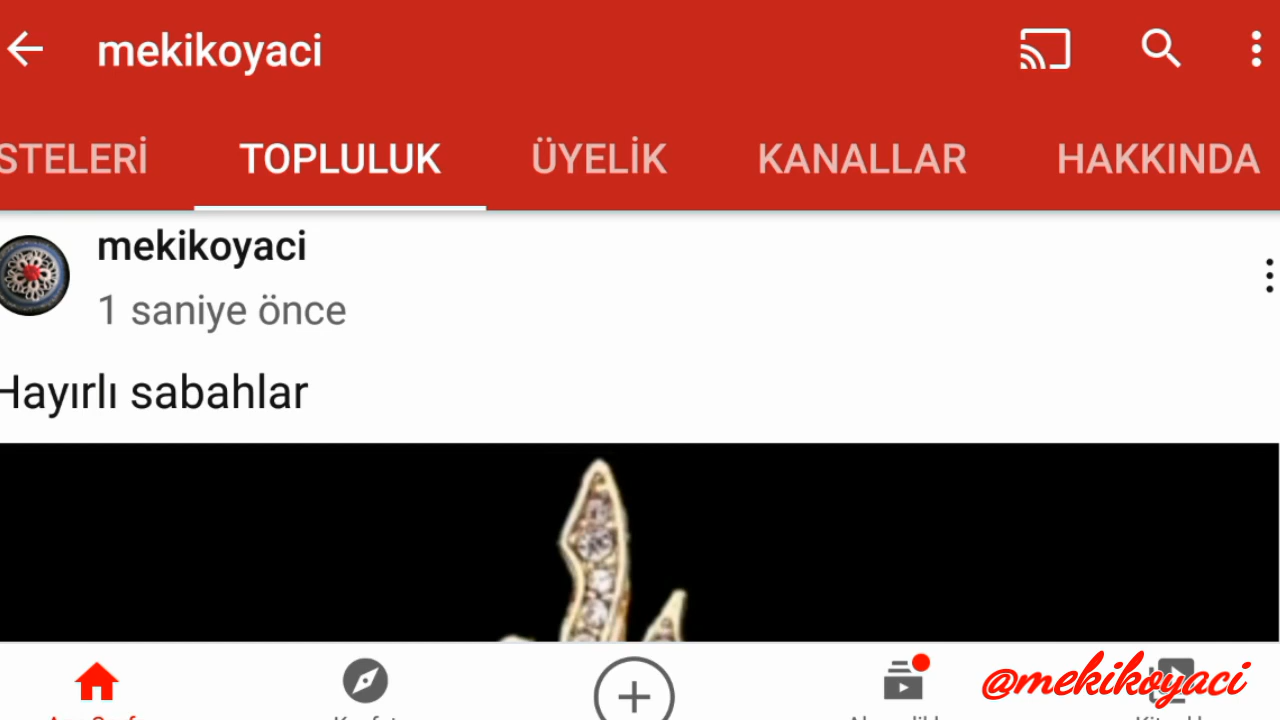 mekikoyaci
STELERİ TOPLULUK ÜYELİK KANALLAR HAKKINDA
mekikoyaci
1 saniye önce
Hayırlı sabahlar
@mekikoyaci